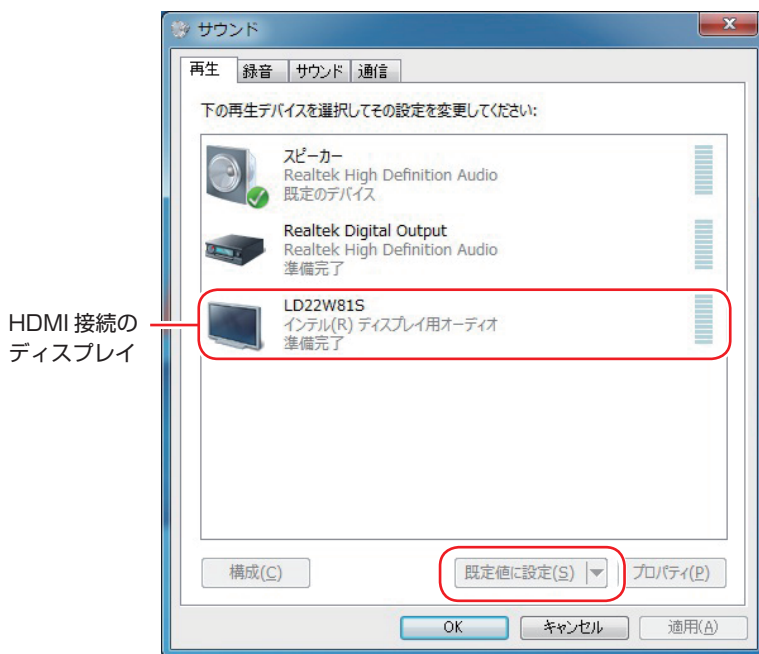 サウンド
再生 録音 サウンド 通信
下の再生デバイスを選択してその設定を変更してください:
スピーカー
Realtek High Definition Audio
既定のデバイス
Realtek Digital Output
Realtek High Definition Audio
準備完了
HDMI 接続の
ディスプレイ
LD22W81S
インテル(R) ディスプレイ用オーディオ
準備完了
構成(C) 既定値に設定(S) プロパティ(P)
OK キャンセル 適用(A)